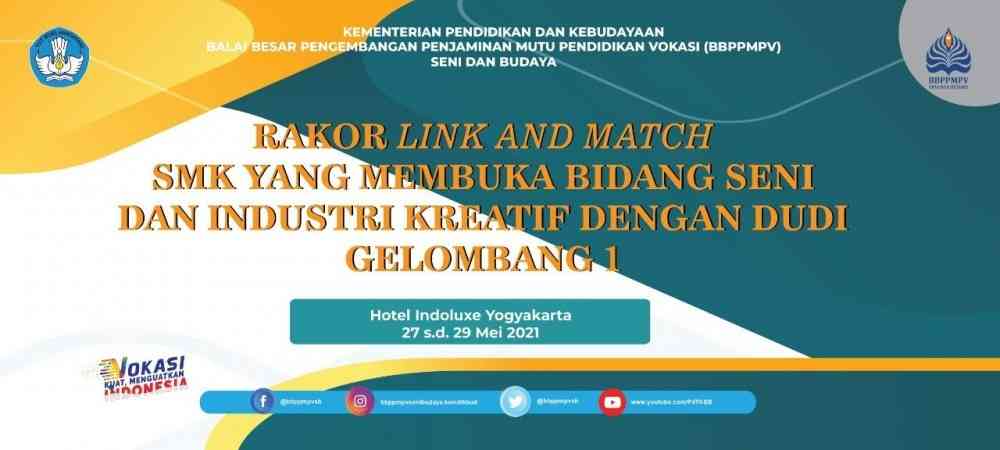 KEMENTERIAN PENDIDIKAN DAN KEBUDAYAAN
BALAI BESAR PENGEMBANGAN PENJAMINAN MUTU PENDIDIKAN VOKASI (BBPPMPV)
SENI DAN BUDAYA
BBPPMPV
RAKOR LINK AND MATCH
SMK YANG MEMBUKA BIDANG SENI
DAN INDUSTRI KREATIF DENGAN DUDI
GELOMBANG 1
Hotel Indoluxe Yogyakarta
27 s.d. 29 Mei 2021
VOKASI
KUAT, MENGUATKAN
INDONESIA
@bbppmpvsb
@bbppmpvsb